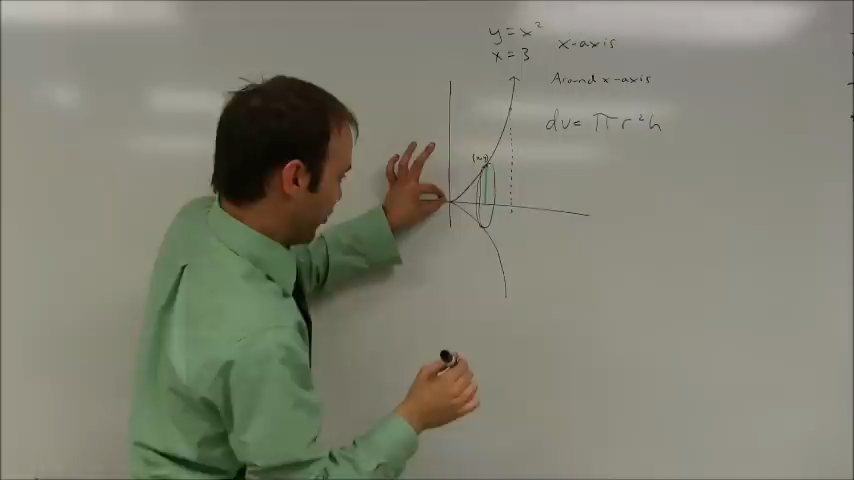 y = x²
x = 3
x-axis
Around x-axis
dv = πr²h
(x,y)